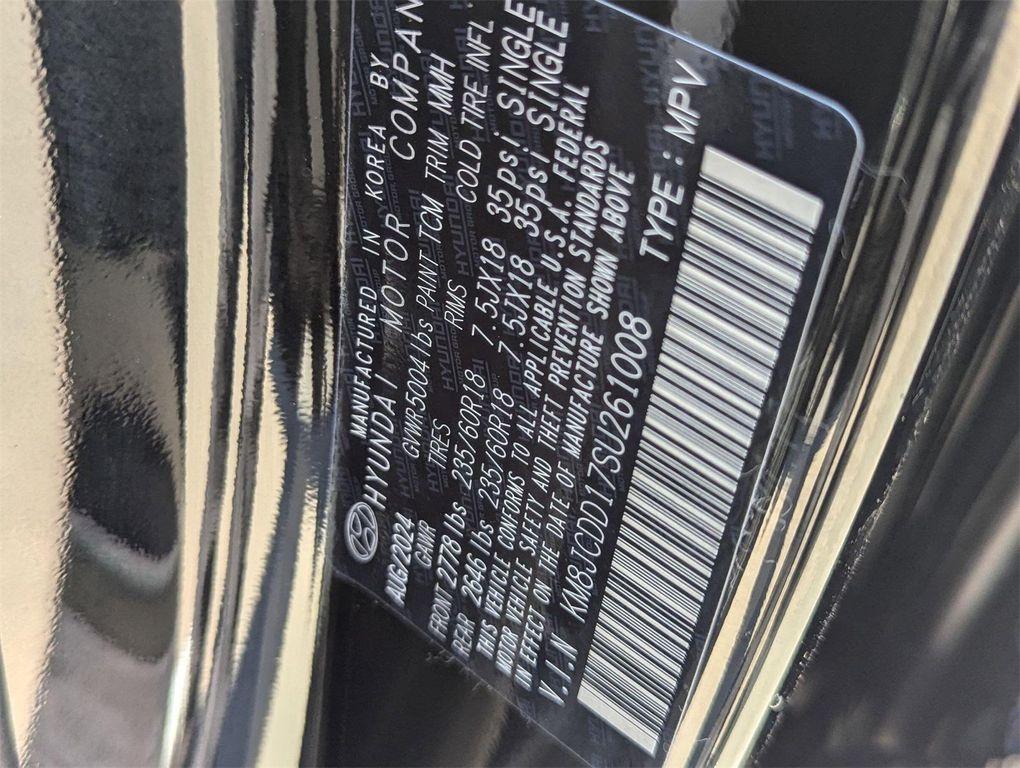 MANUFACTURED IN KOREA BY
HYUNDAI MOTOR COMPAN
AUG/2024 GVWR 5004 lbs PAINT TCM TRIM MMH
GAWR TIRES RIMS COLD TIRE INFL
FRONT 2778 lbs 235/60R18 7.5JX18 35psi. SINGLE
REAR 2646 lbs 235/60R18 7.5JX18 35psi SINGLE
THIS VEHICLE CONFORMS TO ALL APPLICABLE U.S.A. FEDERAL
MOTOR VEHICLE SAFETY AND THEFT PREVENTION STANDARDS
IN EFFECT ON THE DATE OF MANUFACTURE SHOWN ABOVE
V.I.N KM8JCDD17SU261008 TYPE : MPV